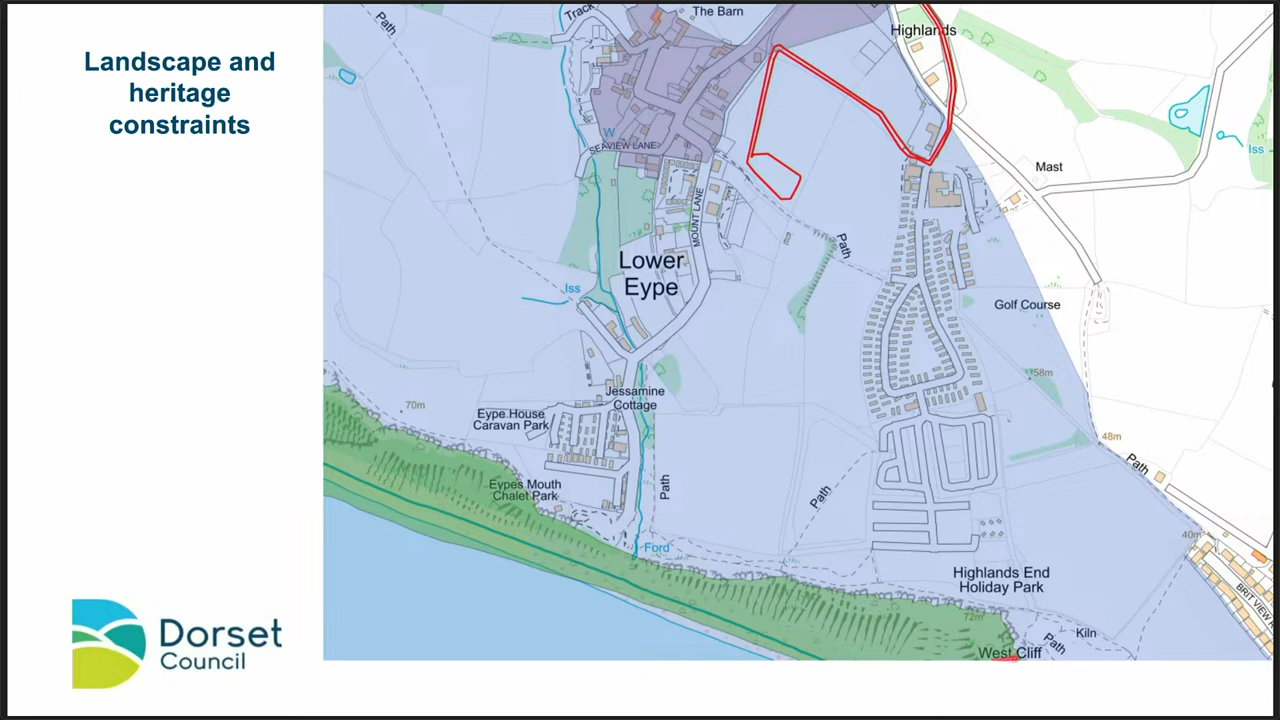 Landscape and
heritage
constraints
Track
The Barn
Path
Highlands
W
SEAVIEW LANE
Iss
Mast
MOUNT LANE
Path
Lower
Eype
Iss
Golf Course
58m
Jessamine
Cottage
70m
Eype House
Caravan Park
48m
Path
Eypes Mouth
Chalet Park
Path
Path
40m
Ford
Highlands End
Holiday Park
BRIT VIEW
72m
Kiln
Path
West Cliff
Dorset
Council